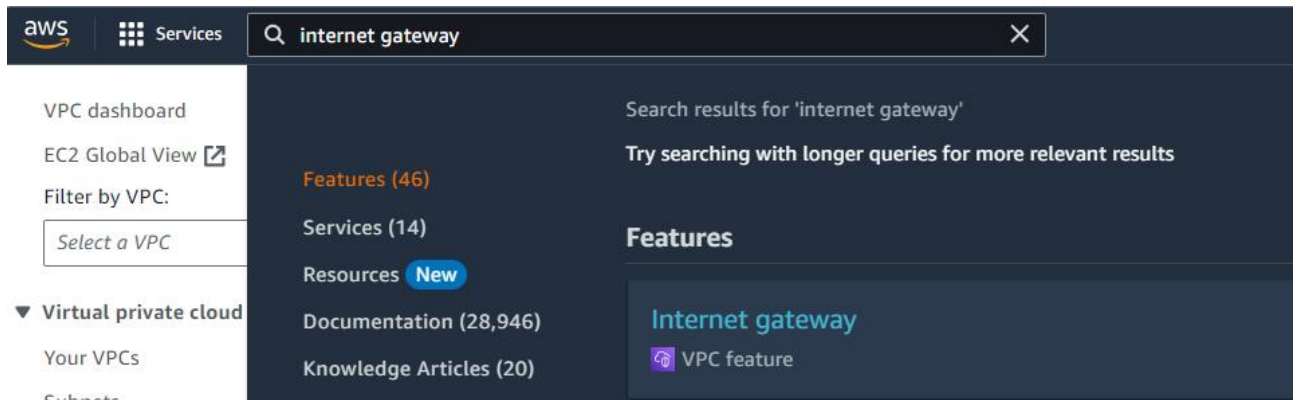 aws
Services
internet gateway
VPC dashboard
EC2 Global View
Filter by VPC:
Select a VPC
Virtual private cloud
Your VPCs
Subnets
Features (46)
Services (14)
Resources New
Documentation (28,946)
Knowledge Articles (20)
Search results for 'internet gateway'
Try searching with longer queries for more relevant results
Features
Internet gateway
VPC feature